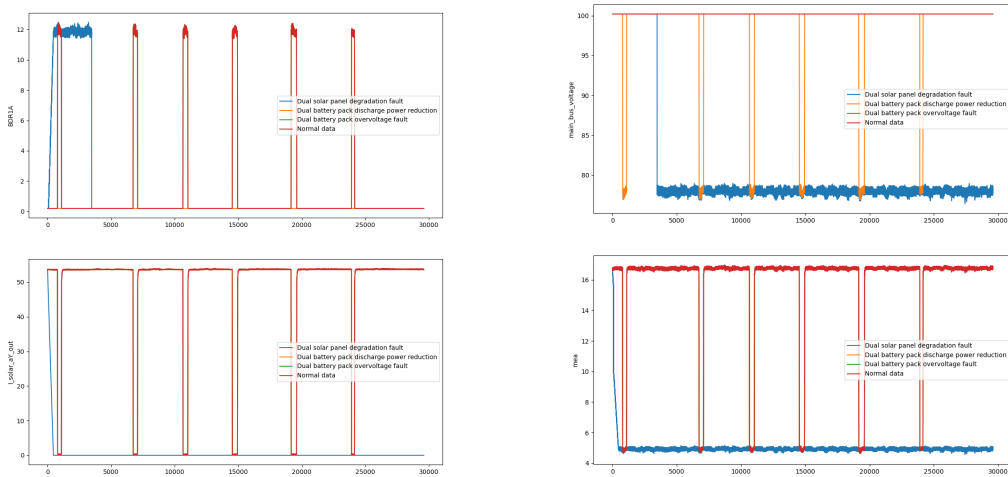 12
10
8
6
4
2
0
BDR1A
Dual solar panel degradation fault
Dual battery pack discharge power reduction
Dual battery pack overvoltage fault
Normal data
0 5000 10000 15000 20000 25000 30000
100
95
90
85
80
main_bus_voltage
Dual solar panel degradation fault
Dual battery pack discharge power reduction
Dual battery pack overvoltage fault
Normal data
0 5000 10000 15000 20000 25000 30000
50
40
30
20
10
0
I_solar_aY_out
Dual solar panel degradation fault
Dual battery pack discharge power reduction
Dual battery pack overvoltage fault
Normal data
0 5000 10000 15000 20000 25000 30000
16
14
12
10
8
6
4
mea
Dual solar panel degradation fault
Dual battery pack discharge power reduction
Dual battery pack overvoltage fault
Normal data
0 5000 10000 15000 20000 25000 30000